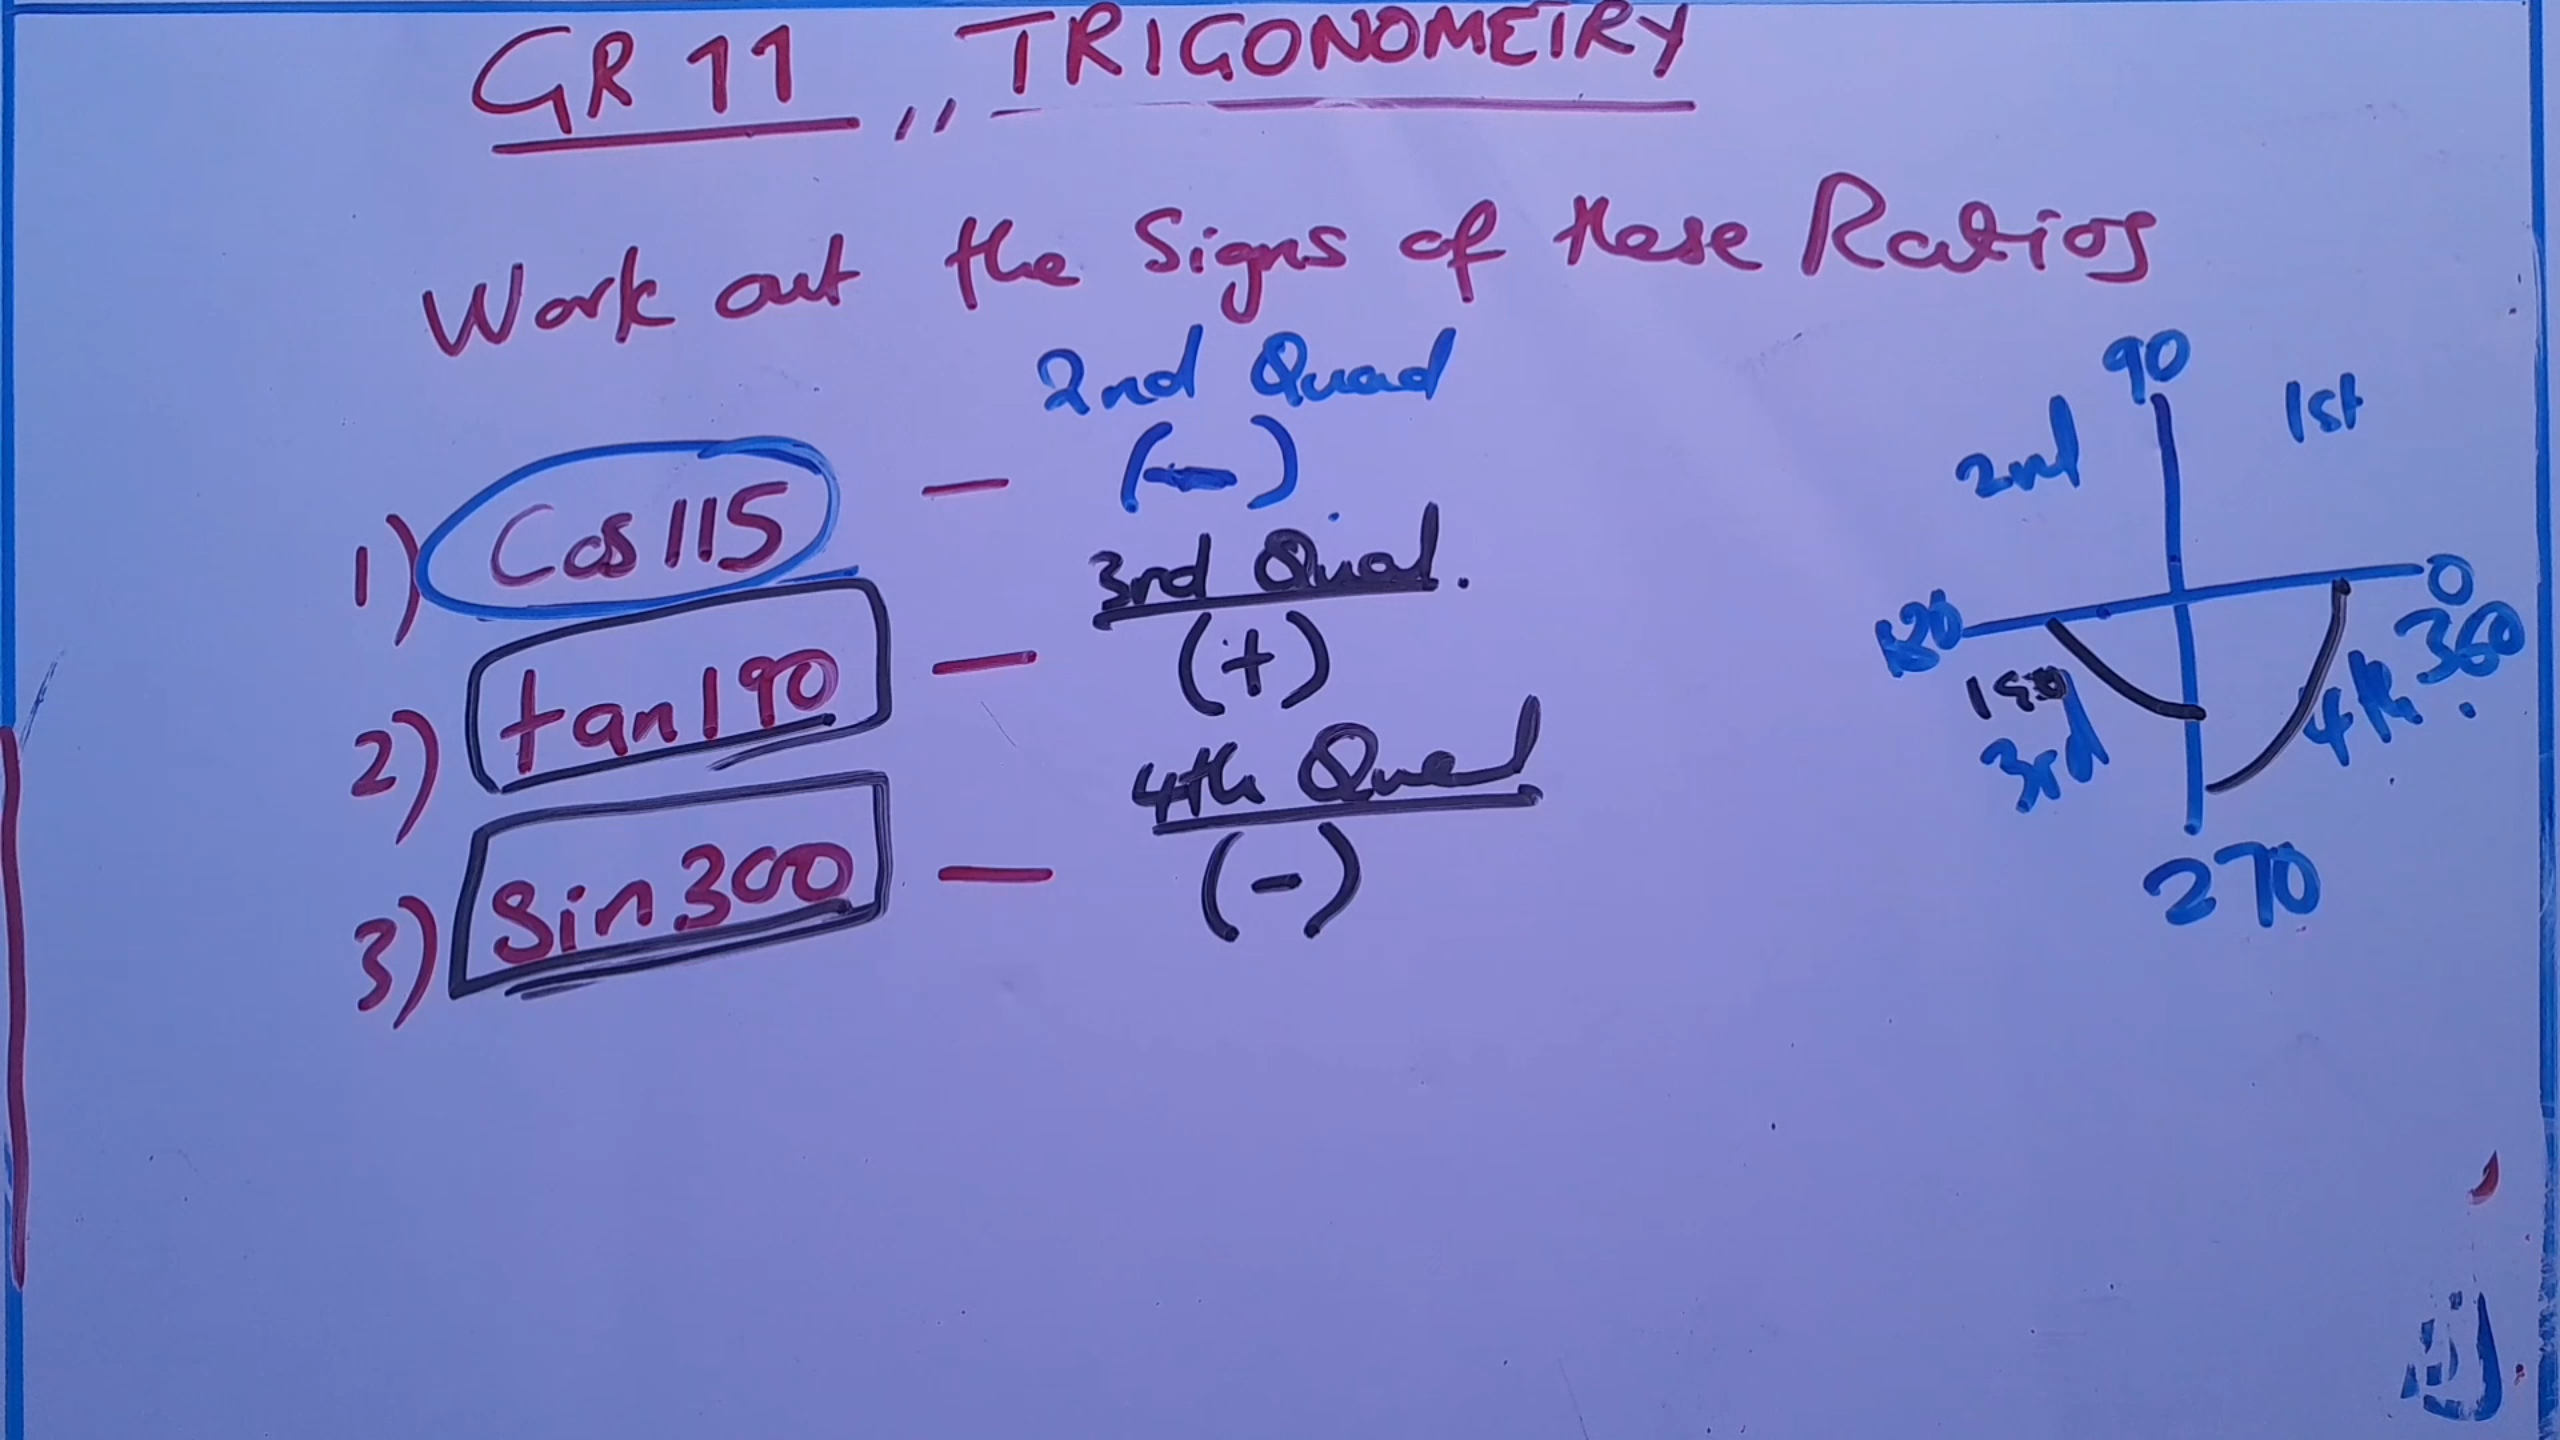 GR 11 ,, TRIGONOMETRY
Work out the Signs of these Ratios
2nd Quad
1) Cos 115 — (-)
3rd Quad.
2) tan 190 — (+)
4th Quad
3) Sin 300 — (-)
90
2nd 1st
180 0
360
190
3rd 4th
270